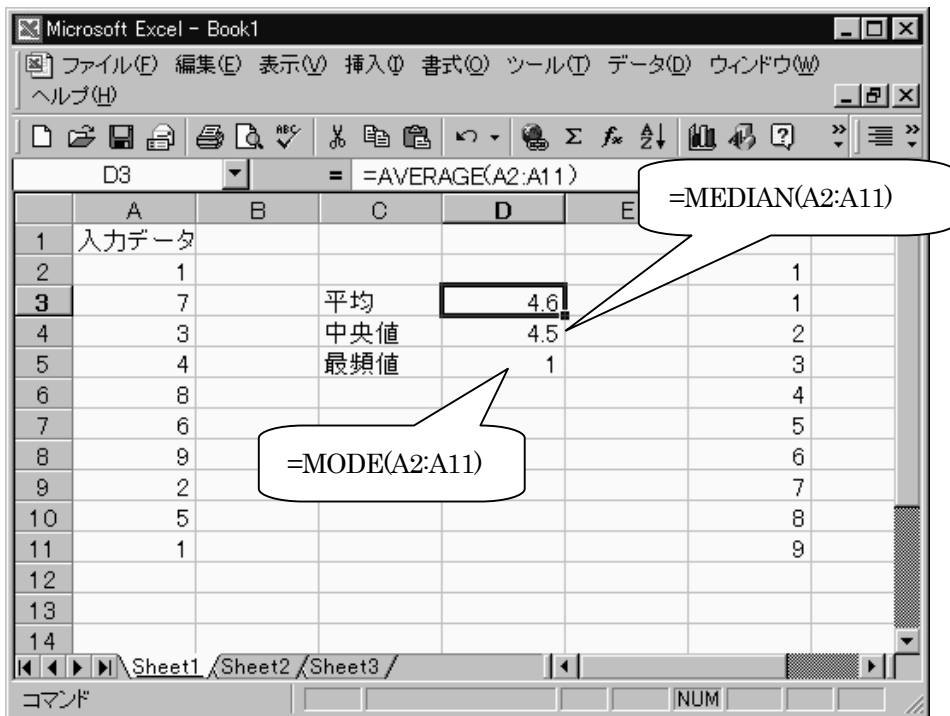 Microsoft Excel - Book1
ファイル(F) 編集(E) 表示(V) 挿入(I) 書式(O) ツール(T) データ(D) ウィンドウ(W)
ヘルプ(H)
D3 = =AVERAGE(A2:A11)
=MEDIAN(A2:A11)
A B C D E
1 入力データ
2 1 1
3 7 平均 4.6 1
4 3 中央値 4.5 2
5 4 最頻値 1 3
6 8 4
7 6 5
8 9 6
=MODE(A2:A11)
9 2 7
10 5 8
11 1 9
12
13
14
Sheet1 Sheet2 Sheet3
コマンド NUM